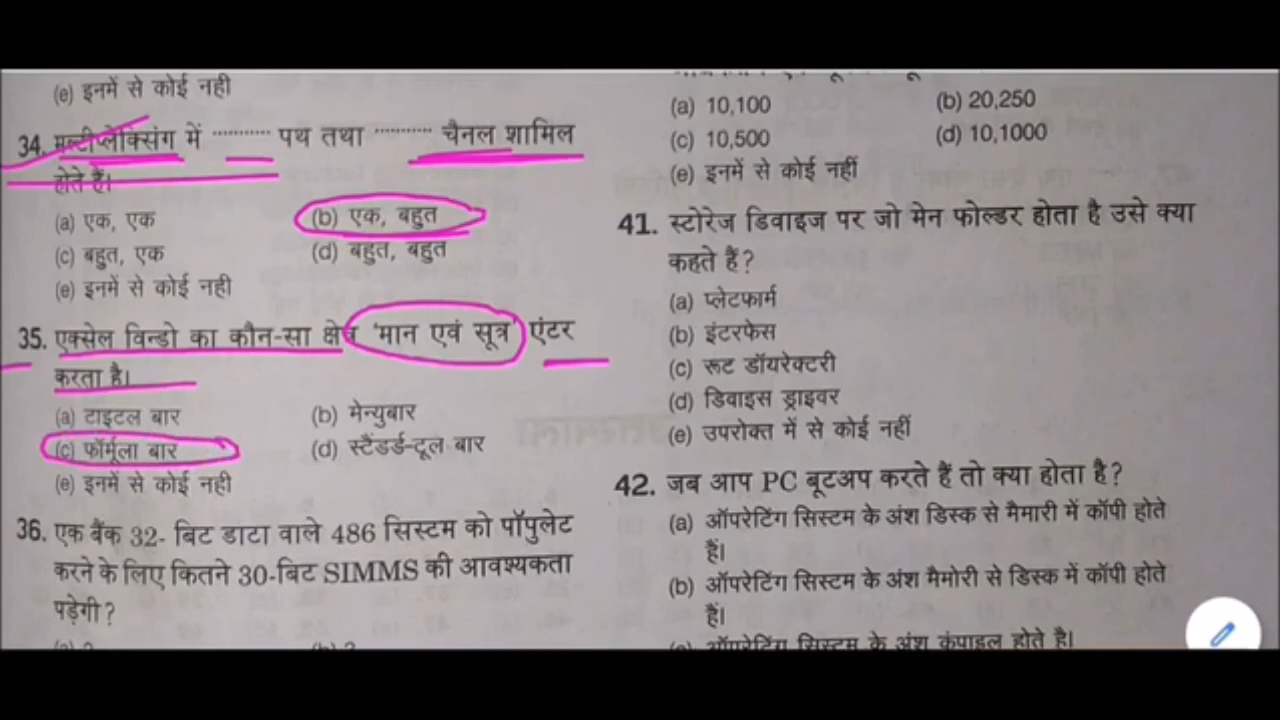 (e) इनमें से कोई नही
34. मल्टीप्लेक्सिंग में ............ पथ तथा ............ चैनल शामिल
होते हैं।
(a) एक, एक
(b) एक, बहुत
(c) बहुत, एक
(d) बहुत, बहुत
(e) इनमें से कोई नही
35. एक्सेल विन्डो का कौन-सा क्षेत्र 'मान एवं सूत्र' एंटर
करता है।
(a) टाइटल बार
(b) मेन्युबार
(c) फॉर्मूला बार
(d) स्टैंडर्ड-टूल बार
(e) इनमें से कोई नही
36. एक बैंक 32- बिट डाटा वाले 486 सिस्टम को पॉपुलेट
करने के लिए कितने 30-बिट SIMMS की आवश्यकता
पड़ेगी?
(a) 10,100
(b) 20,250
(c) 10,500
(d) 10,1000
(e) इनमें से कोई नहीं
41. स्टोरेज डिवाइज पर जो मेन फोल्डर होता है उसे क्या
कहते हैं?
(a) प्लेटफार्म
(b) इंटरफेस
(c) रूट डॉयरेक्टरी
(d) डिवाइस ड्राइवर
(e) उपरोक्त में से कोई नहीं
42. जब आप PC बूटअप करते हैं तो क्या होता है?
(a) ऑपरेटिंग सिस्टम के अंश डिस्क से मैमारी में कॉपी होते
हैं।
(b) ऑपरेटिंग सिस्टम के अंश मैमोरी से डिस्क में कॉपी होते
हैं।
ऑपरेटिंग सिस्टम के अंश कंपाइल होते है।